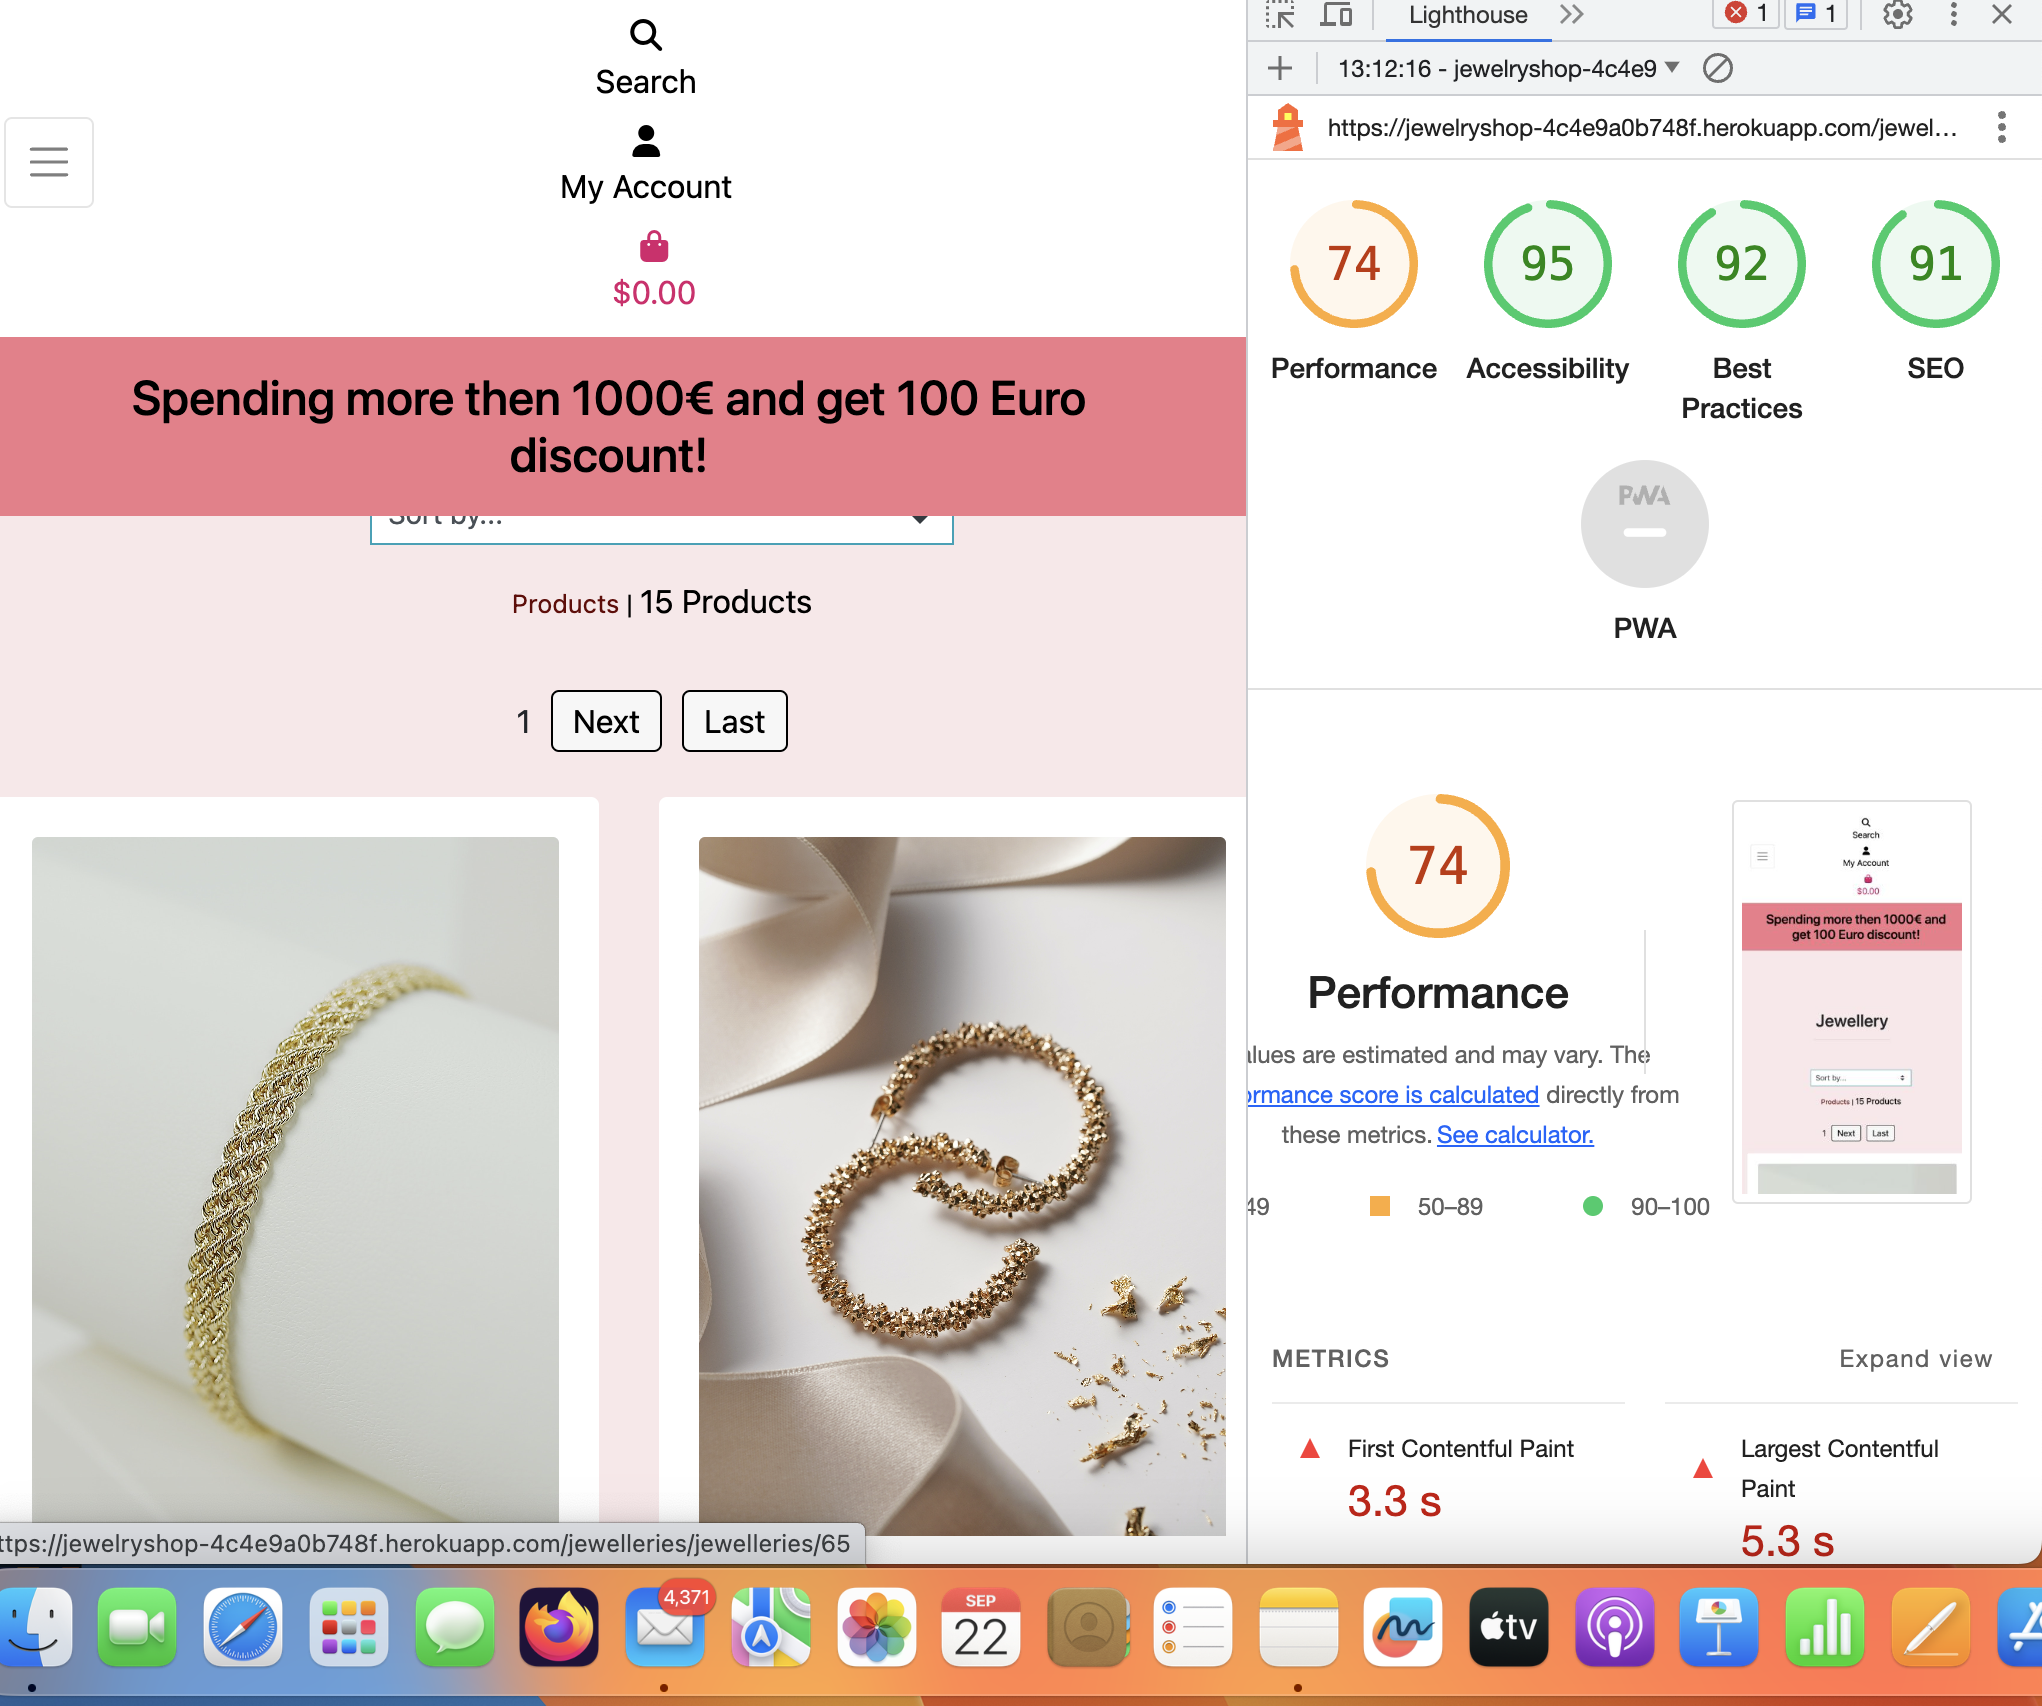 Search
My Account
$0.00
Spending more then 1000€ and get 100 Euro
discount!
Sort by...
Products | 15 Products
1 Next Last
ttps://jewelryshop-4c4e9a0b748f.herokuapp.com/jewelleries/jewelleries/65
Lighthouse
1
1
13:12:16 - jewelryshop-4c4e9
https://jewelryshop-4c4e9a0b748f.herokuapp.com/jewel…
74
95
92
91
Performance
Accessibility
Best
Practices
SEO
PWA
PWA
74
Performance
alues are estimated and may vary. The
ormance score is calculated directly from
these metrics. See calculator.
49
50–89
90–100
Search
My Account
$0.00
Spending more then 1000€ and
get 100 Euro discount!
Jewellery
Sort by...
Products | 15 Products
1 Next Last
METRICS
Expand view
First Contentful Paint
3.3 s
Largest Contentful
Paint
5.3 s
4,371
SEP
22
tv